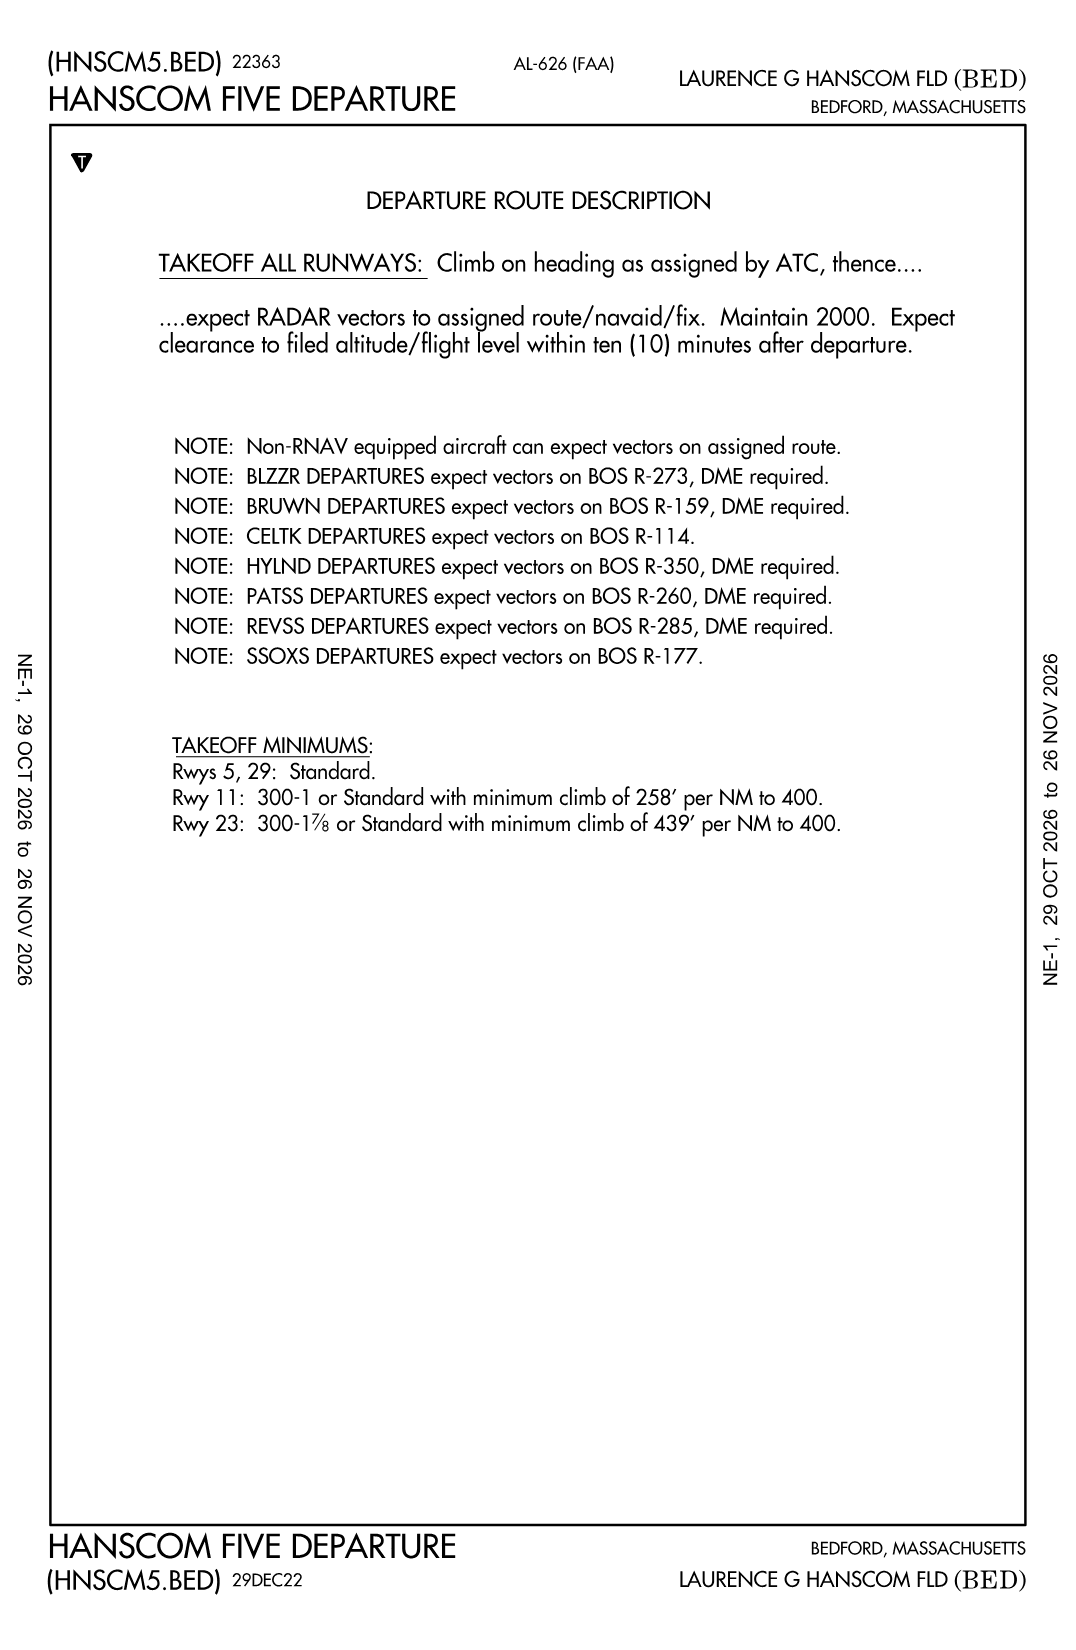 (HNSCM5.BED) 22363
AL-626 (FAA)
LAURENCE G HANSCOM FLD (BED)
HANSCOM FIVE DEPARTURE
BEDFORD, MASSACHUSETTS
T
DEPARTURE ROUTE DESCRIPTION
TAKEOFF ALL RUNWAYS: Climb on heading as assigned by ATC, thence....
....expect RADAR vectors to assigned route/navaid/fix. Maintain 2000. Expect
clearance to filed altitude/flight level within ten (10) minutes after departure.
NOTE: Non-RNAV equipped aircraft can expect vectors on assigned route.
NOTE: BLZZR DEPARTURES expect vectors on BOS R-273, DME required.
NOTE: BRUWN DEPARTURES expect vectors on BOS R-159, DME required.
NOTE: CELTK DEPARTURES expect vectors on BOS R-114.
NOTE: HYLND DEPARTURES expect vectors on BOS R-350, DME required.
NOTE: PATSS DEPARTURES expect vectors on BOS R-260, DME required.
NOTE: REVSS DEPARTURES expect vectors on BOS R-285, DME required.
NOTE: SSOXS DEPARTURES expect vectors on BOS R-177.
TAKEOFF MINIMUMS:
Rwys 5, 29: Standard.
Rwy 11: 300-1 or Standard with minimum climb of 258′ per NM to 400.
Rwy 23: 300-1⅞ or Standard with minimum climb of 439′ per NM to 400.
NE-1, 29 OCT 2026 to 26 NOV 2026
NE-1, 29 OCT 2026 to 26 NOV 2026
HANSCOM FIVE DEPARTURE
BEDFORD, MASSACHUSETTS
(HNSCM5.BED) 29DEC22
LAURENCE G HANSCOM FLD (BED)